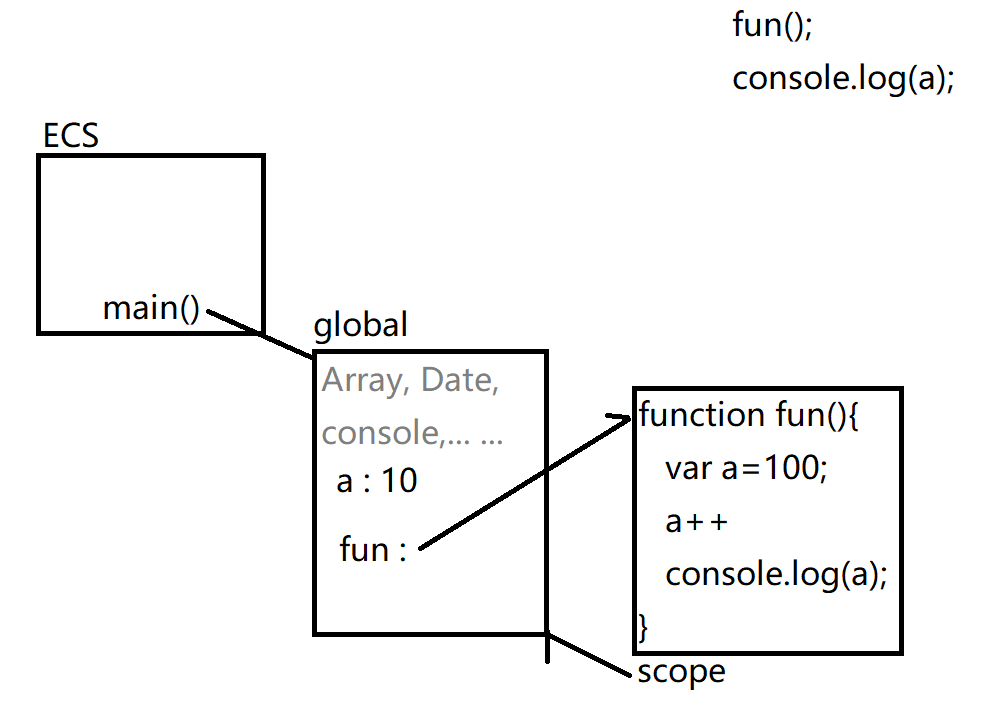 fun();
console.log(a);
ECS
main()
global
Array, Date,
console,... ...
a : 10
fun :
function fun(){
var a=100;
a++
console.log(a);
}
scope